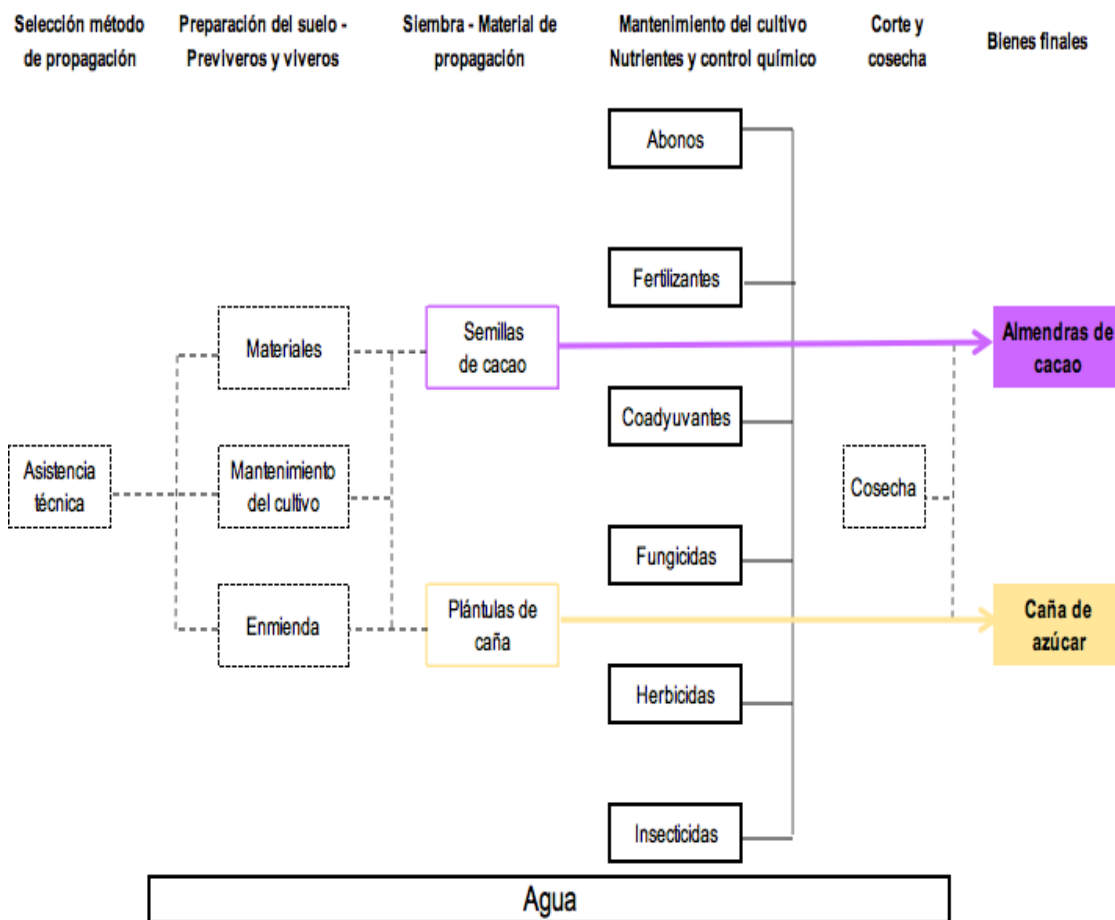 Selección método
de propagación
Preparación del suelo -
Previveros y viveros
Siembra - Material de
propagación
Mantenimiento del cultivo
Nutrientes y control químico
Corte y
cosecha
Bienes finales
Abonos
Fertilizantes
Materiales
Semillas
de cacao
Almendras de
cacao
Coadyuvantes
Asistencia
técnica
Mantenimiento
del cultivo
Cosecha
Fungicidas
Enmienda
Plántulas de
caña
Caña de
azúcar
Herbicidas
Insecticidas
Agua